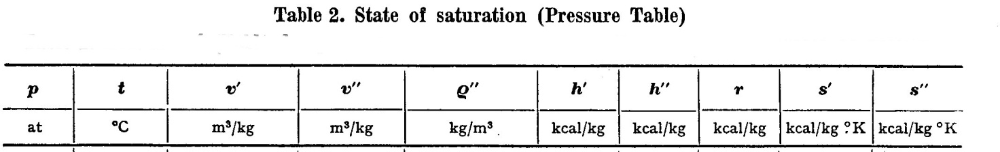 Table 2. State of saturation (Pressure Table)
p t v′ v″ ϱ″ h′ h″ r s′ s″
at °C m³/kg m³/kg kg/m³ kcal/kg kcal/kg kcal/kg kcal/kg °K kcal/kg °K